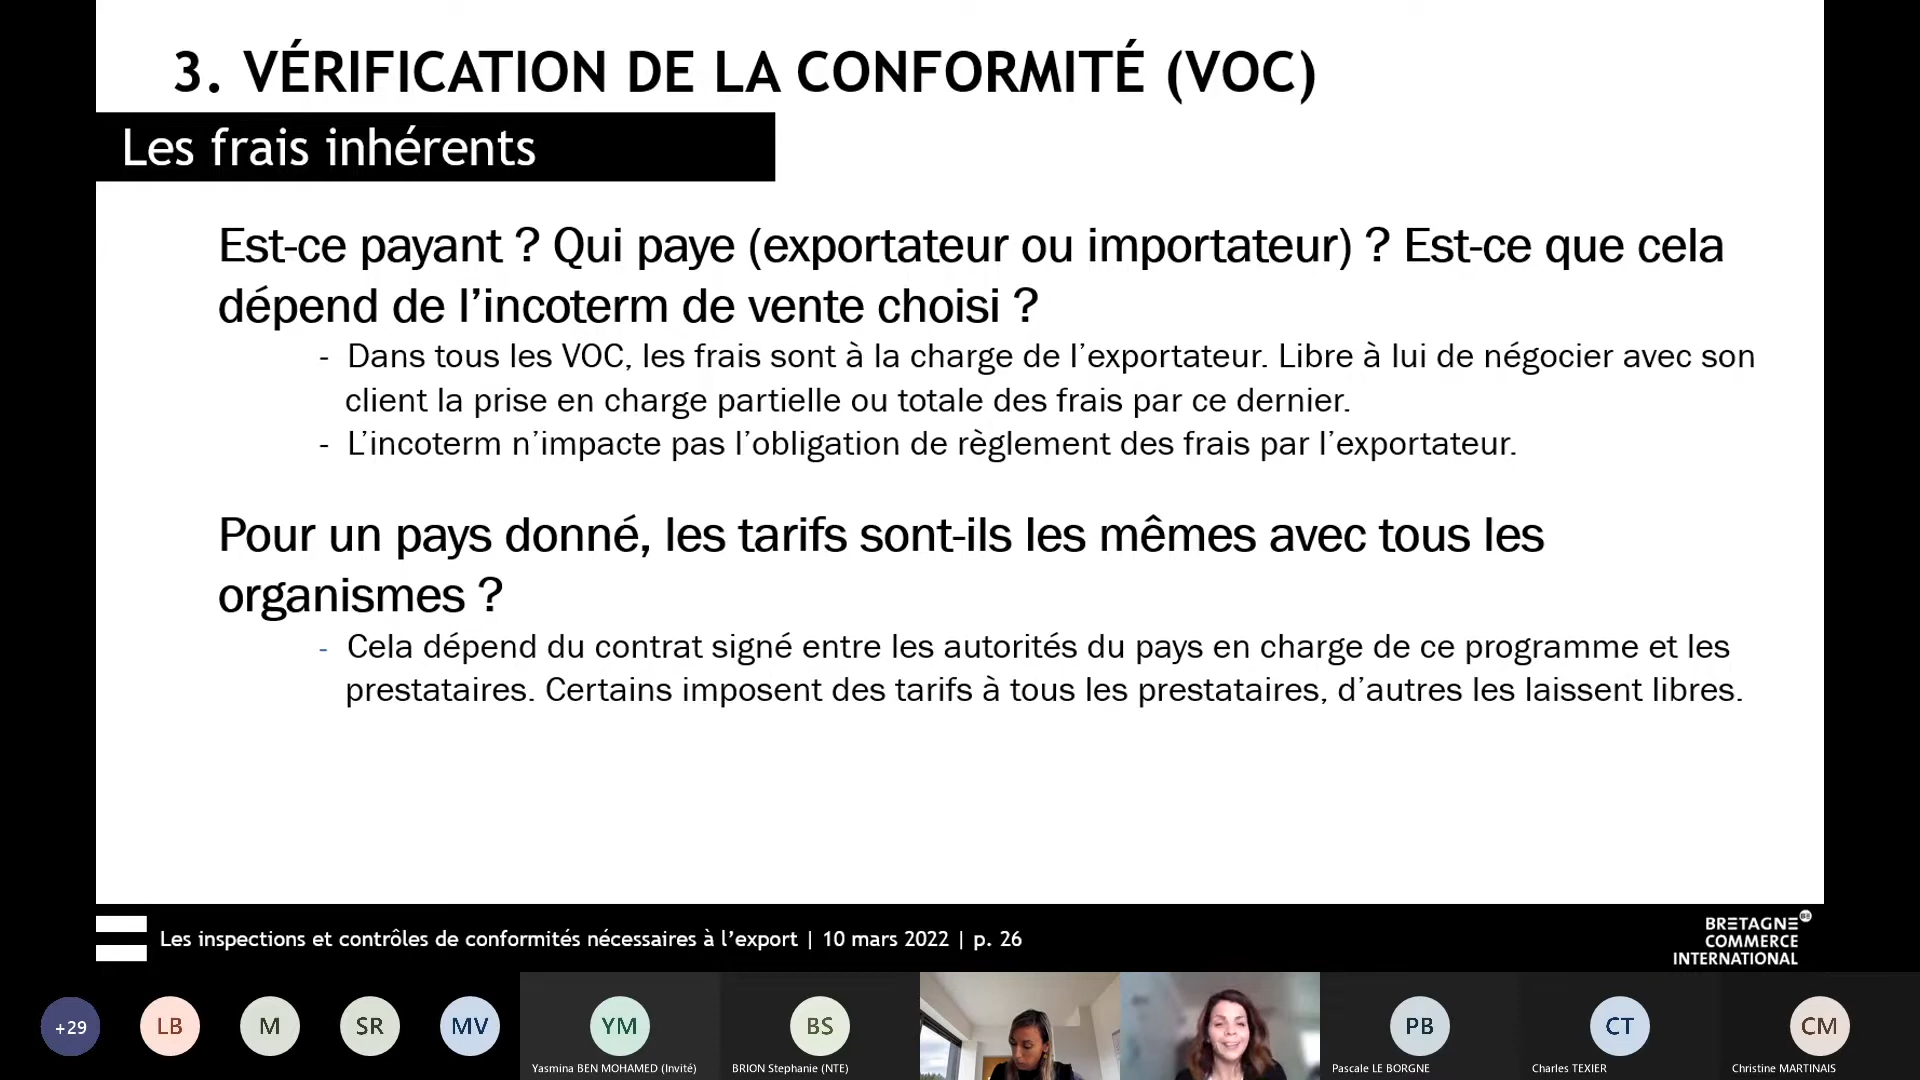 3. VÉRIFICATION DE LA CONFORMITÉ (VOC)
Les frais inhérents
Est-ce payant ? Qui paye (exportateur ou importateur) ? Est-ce que cela
dépend de l’incoterm de vente choisi ?
- Dans tous les VOC, les frais sont à la charge de l’exportateur. Libre à lui de négocier avec son
client la prise en charge partielle ou totale des frais par ce dernier.
- L’incoterm n’impacte pas l’obligation de règlement des frais par l’exportateur.
Pour un pays donné, les tarifs sont-ils les mêmes avec tous les
organismes ?
- Cela dépend du contrat signé entre les autorités du pays en charge de ce programme et les
prestataires. Certains imposent des tarifs à tous les prestataires, d’autres les laissent libres.
Les inspections et contrôles de conformités nécessaires à l’export | 10 mars 2022 | p. 26
BRETAGNE
COMMERCE
INTERNATIONAL
+29
LB
M
SR
MV
YM
BS
PB
CT
CM
Yasmina BEN MOHAMED (Invité)
BRION Stephanie (NTE)
Pascale LE BORGNE
Charles TEXIER
Christine MARTINAIS